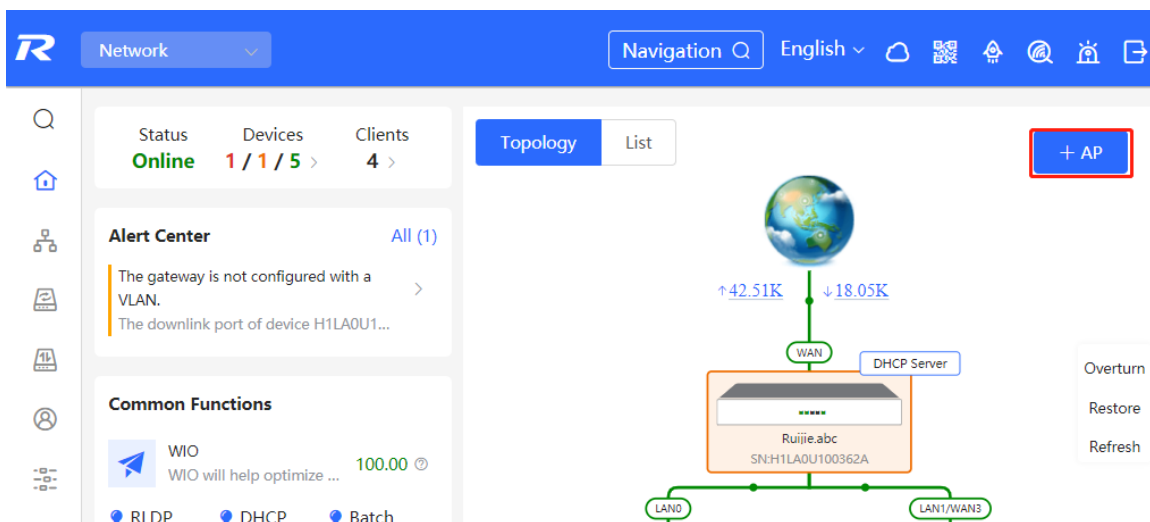 R
Network
Navigation
English
Status Devices Clients
Online 1 / 1 / 5 > 4 >
Topology List
+ AP
Alert Center All (1)
The gateway is not configured with a
VLAN.
The downlink port of device H1LA0U1...
↑42.51K ↓18.05K
WAN
DHCP Server
Ruijie.abc
SN:H1LA0U100362A
LAN0 LAN1/WAN3
Overturn
Restore
Refresh
Common Functions
WIO
WIO will help optimize ... 100.00
RLDP DHCP Batch